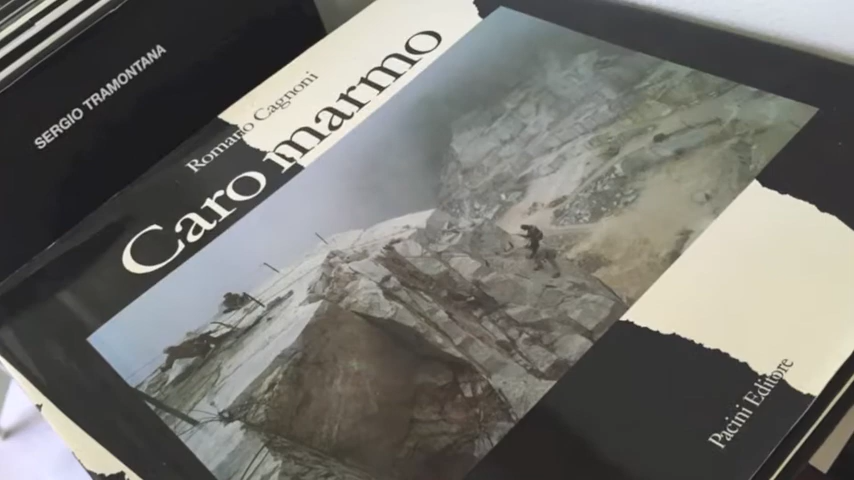 SERGIO TRAMONTANA
Romano Cagnoni
Caro marmo
Pacini Editore